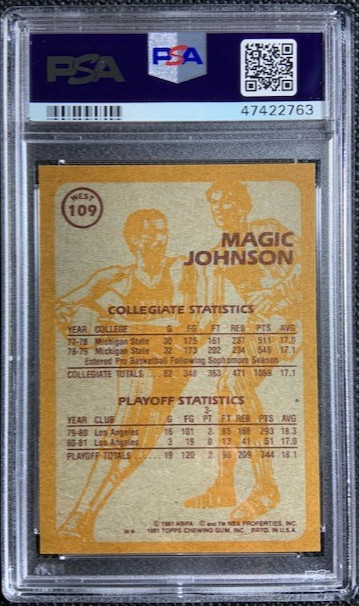 PSA
PSA
47422763
WEST
109
MAGIC
JOHNSON
COLLEGIATE STATISTICS
YEAR COLLEGE G FG FT REB PTS AVG
77-78 Michigan State 30 175 161 237 511 17.0
78-79 Michigan State 32 173 202 234 548 17.1
Entered Pro Basketball Following Sophomore Season
COLLEGIATE TOTALS 62 348 363 471 1059 17.1
PLAYOFF STATISTICS
3-
YEAR CLUB G FG PT FT REB PTS AVG
79-80 Los Angeles 16 101 2 85 168 293 18.3
80-81 Los Angeles 3 19 0 13 41 51 17.0
PLAYOFF TOTALS 19 120 2 98 209 344 18.1
© 1981 NBPA © and TM NBA PROPERTIES, INC.
© 1981 TOPPS CHEWING GUM, INC. PRTD. IN U.S.A.